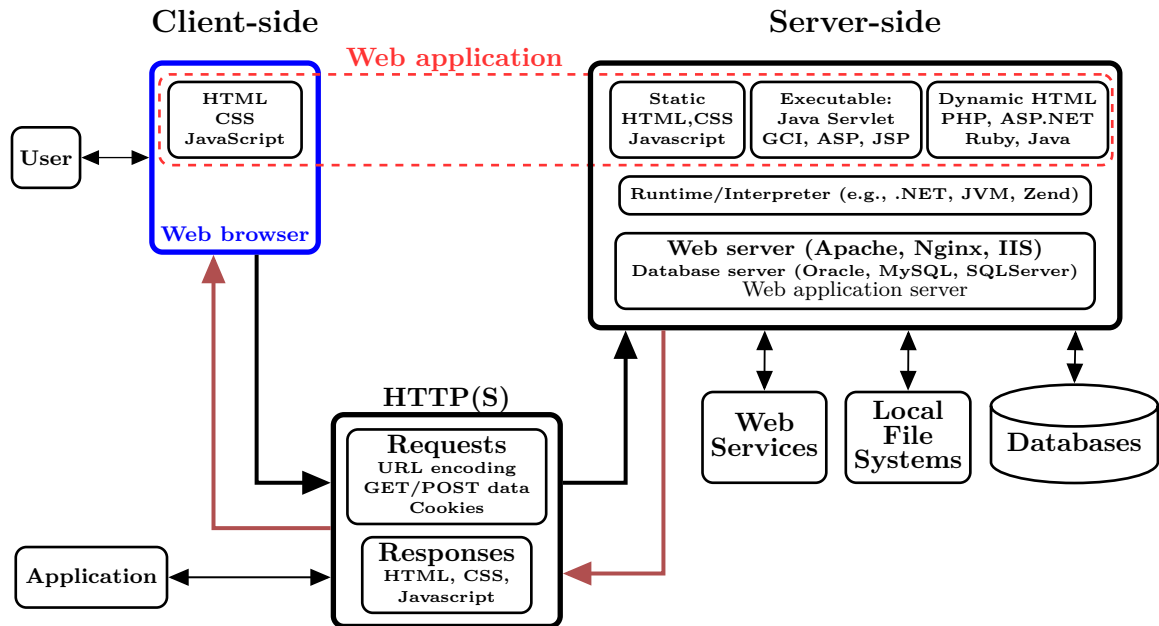 Client-side
Server-side
Web application
HTML
CSS
JavaScript
Web browser
User
Static
HTML,CSS
Javascript
Executable:
Java Servlet
GCI, ASP, JSP
Dynamic HTML
PHP, ASP.NET
Ruby, Java
Runtime/Interpreter (e.g., .NET, JVM, Zend)
Web server (Apache, Nginx, IIS)
Database server (Oracle, MySQL, SQLServer)
Web application server
HTTP(S)
Requests
URL encoding
GET/POST data
Cookies
Responses
HTML, CSS,
Javascript
Application
Web
Services
Local
File
Systems
Databases